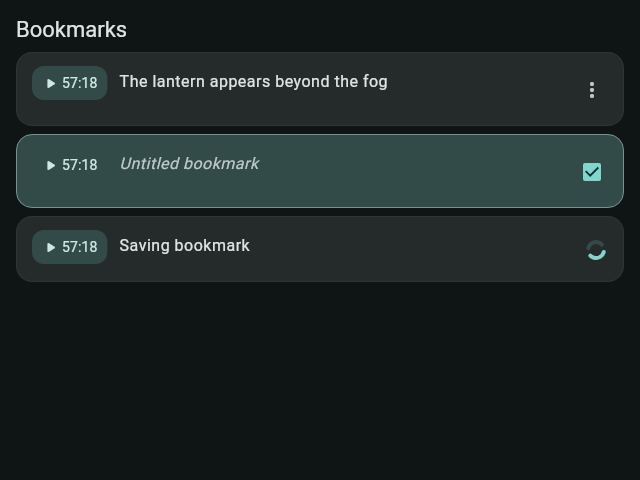 Bookmarks
57:18 The lantern appears beyond the fog
57:18 Untitled bookmark
57:18 Saving bookmark